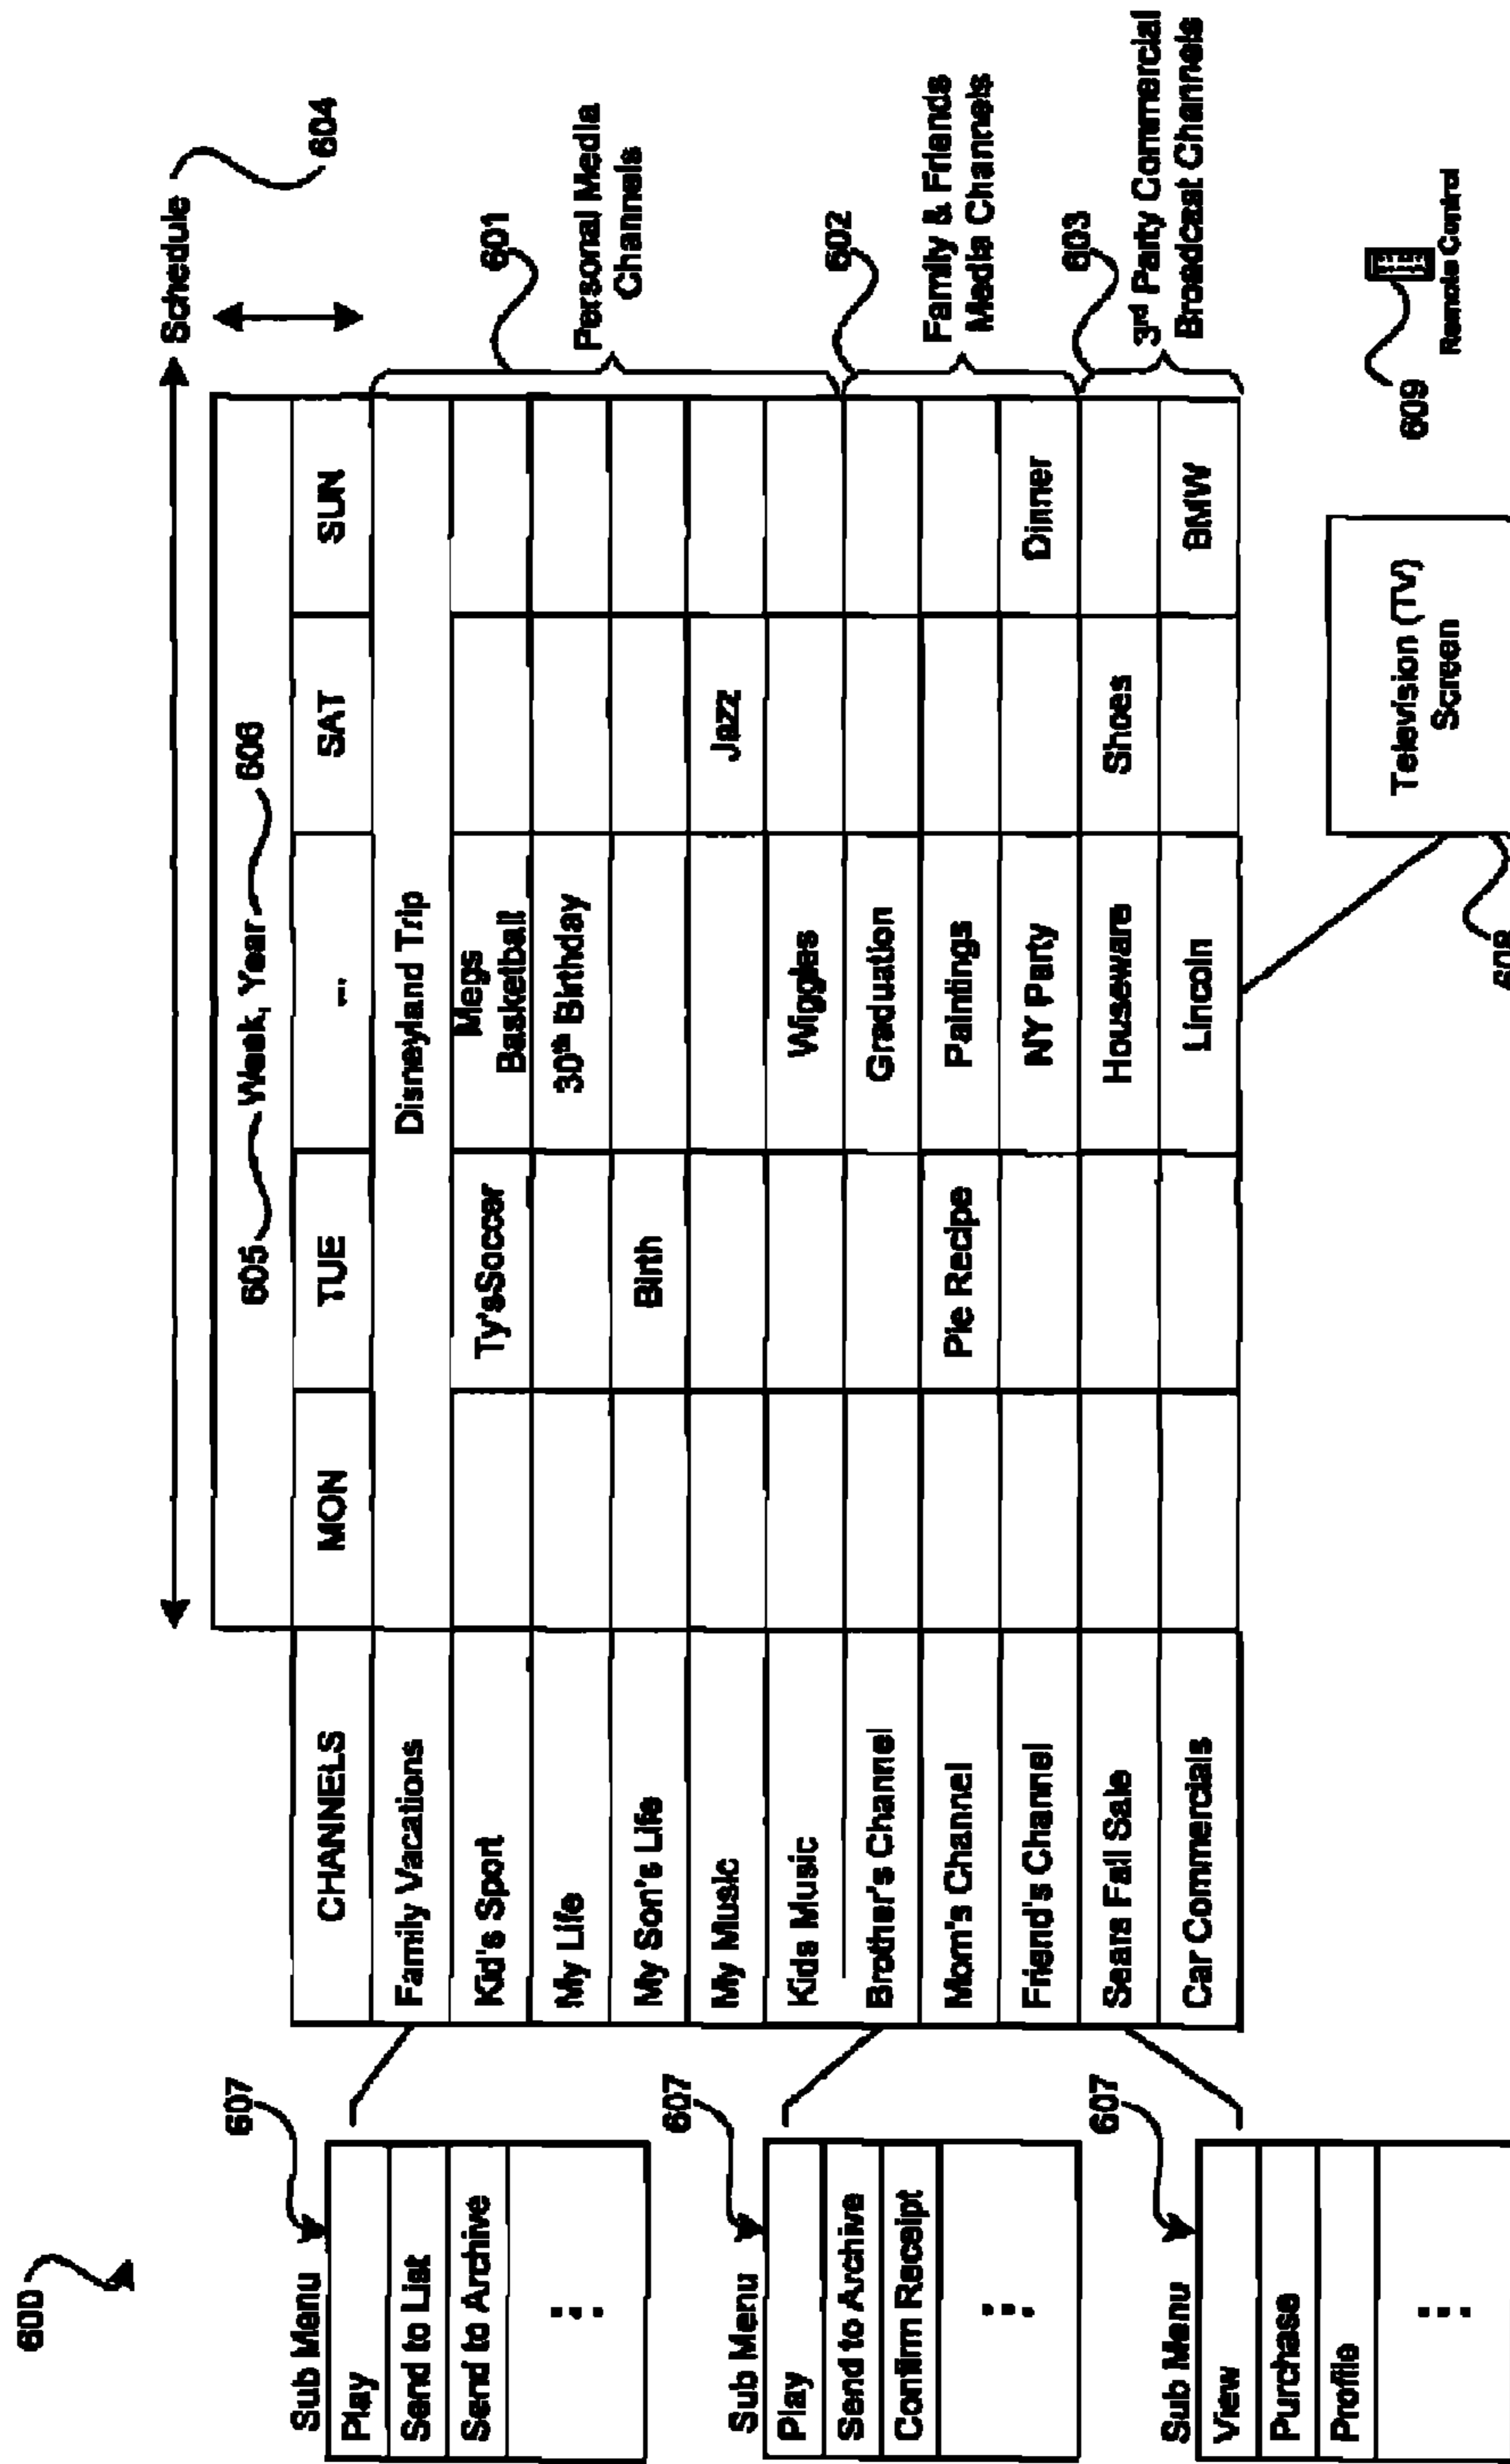 600
Schedule
604
605 Week, Year 606
CHANNELS MON TUE ... SAT SUN
Family Vacations Disneyland Trip
Kid's Sport Ty'sSoccer Megs
Basketball
My Life 30th Birthday
My Son's Life Birth
My Music Jazz
Kids Music Wiggles
Brother's Channel Graduation
Mom's Channel Pie Recipe Paintings
Friend's Channel NY Party Dinner
Sears Fall Sale Houseware Shoes
Car Commercials Lincoln BMW
601
Personal Media
Channels
602
Family & Friends
Media Channels
603
3rd Party Commercial
Broadcast Channels
607
Sub Menu
Play
Send to List
Send to Archive
...
607
Sub Menu
Play
Send to Archive
Confirm Receipt
...
607
Sub Menu
View
Purchase
Profile
...
Television (TV)
Screen
608
609
Remote Control